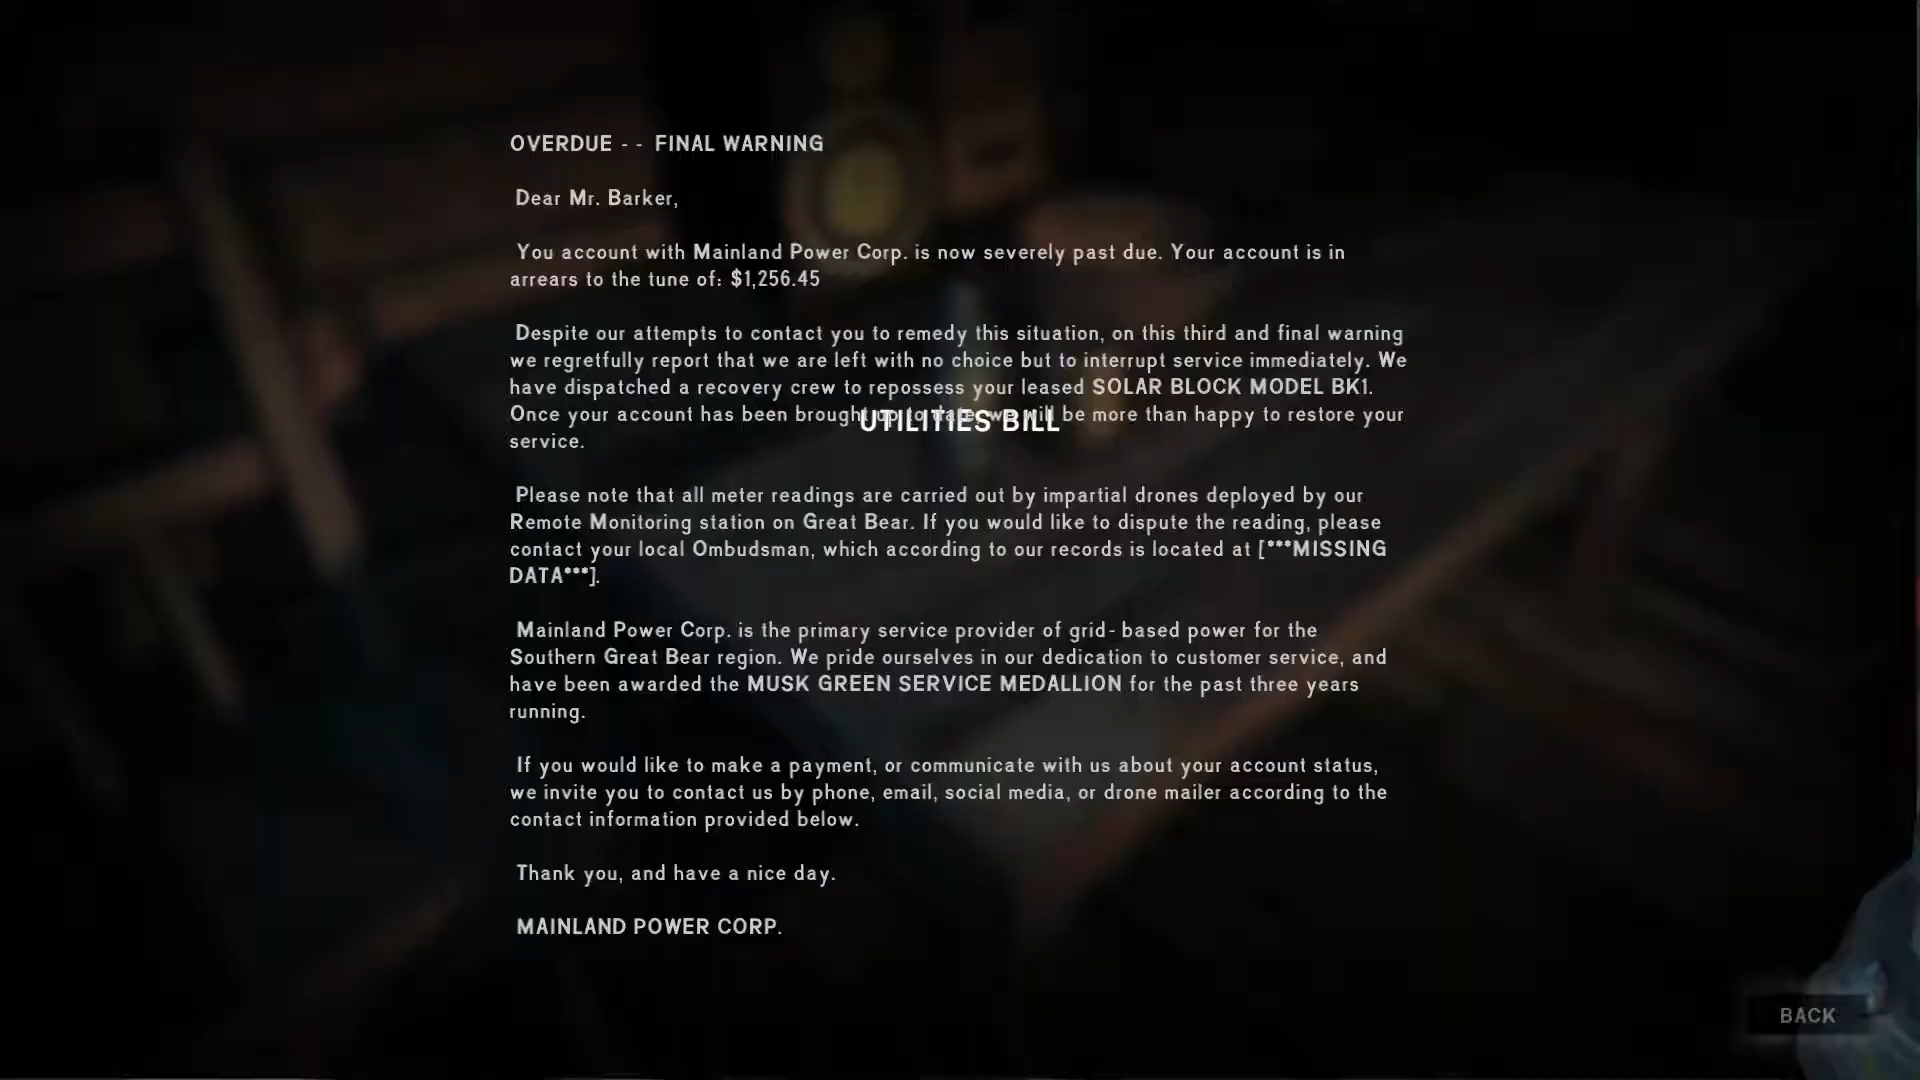 OVERDUE -- FINAL WARNING
Dear Mr. Barker,
You account with Mainland Power Corp. is now severely past due. Your account is in
arrears to the tune of: $1,256.45
Despite our attempts to contact you to remedy this situation, on this third and final warning
we regretfully report that we are left with no choice but to interrupt service immediately. We
have dispatched a recovery crew to repossess your leased SOLAR BLOCK MODEL BK1.
Once your account has been brought up to date, we will be more than happy to restore your
UTILITIES BILL
service.
Please note that all meter readings are carried out by impartial drones deployed by our
Remote Monitoring station on Great Bear. If you would like to dispute the reading, please
contact your local Ombudsman, which according to our records is located at [***MISSING
DATA***].
Mainland Power Corp. is the primary service provider of grid-based power for the
Southern Great Bear region. We pride ourselves in our dedication to customer service, and
have been awarded the MUSK GREEN SERVICE MEDALLION for the past three years
running.
If you would like to make a payment, or communicate with us about your account status,
we invite you to contact us by phone, email, social media, or drone mailer according to the
contact information provided below.
Thank you, and have a nice day.
MAINLAND POWER CORP.
BACK